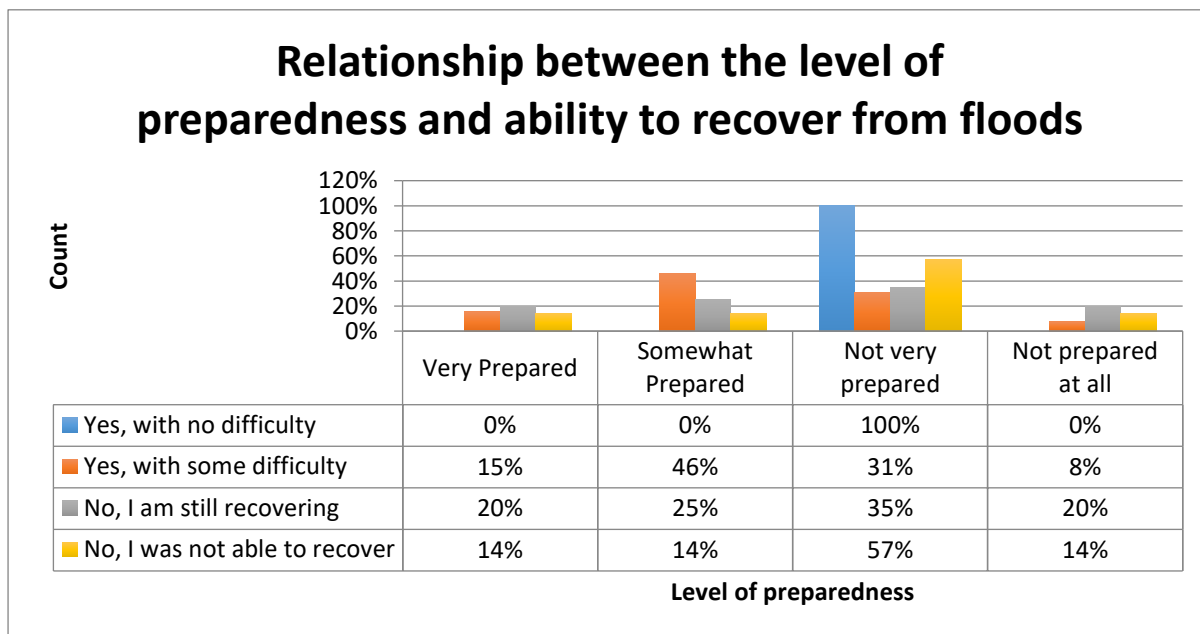 Relationship between the level of
preparedness and ability to recover from floods
Count
120%
100%
80%
60%
40%
20%
0%
Very Prepared
Somewhat
Prepared
Not very
prepared
Not prepared
at all
Yes, with no difficulty 0% 0% 100% 0%
Yes, with some difficulty 15% 46% 31% 8%
No, I am still recovering 20% 25% 35% 20%
No, I was not able to recover 14% 14% 57% 14%
Level of preparedness